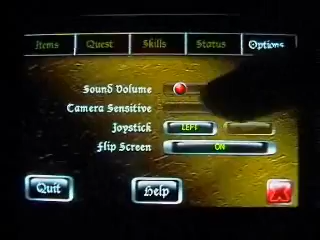 Items Quest Skills Status Options
Sound Volume
Camera Sensitive
Joystick LEFT
Flip Screen ON
Quit Help X